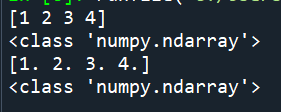 [1 2 3 4]
<class 'numpy.ndarray'>
[1. 2. 3. 4.]
<class 'numpy.ndarray'>